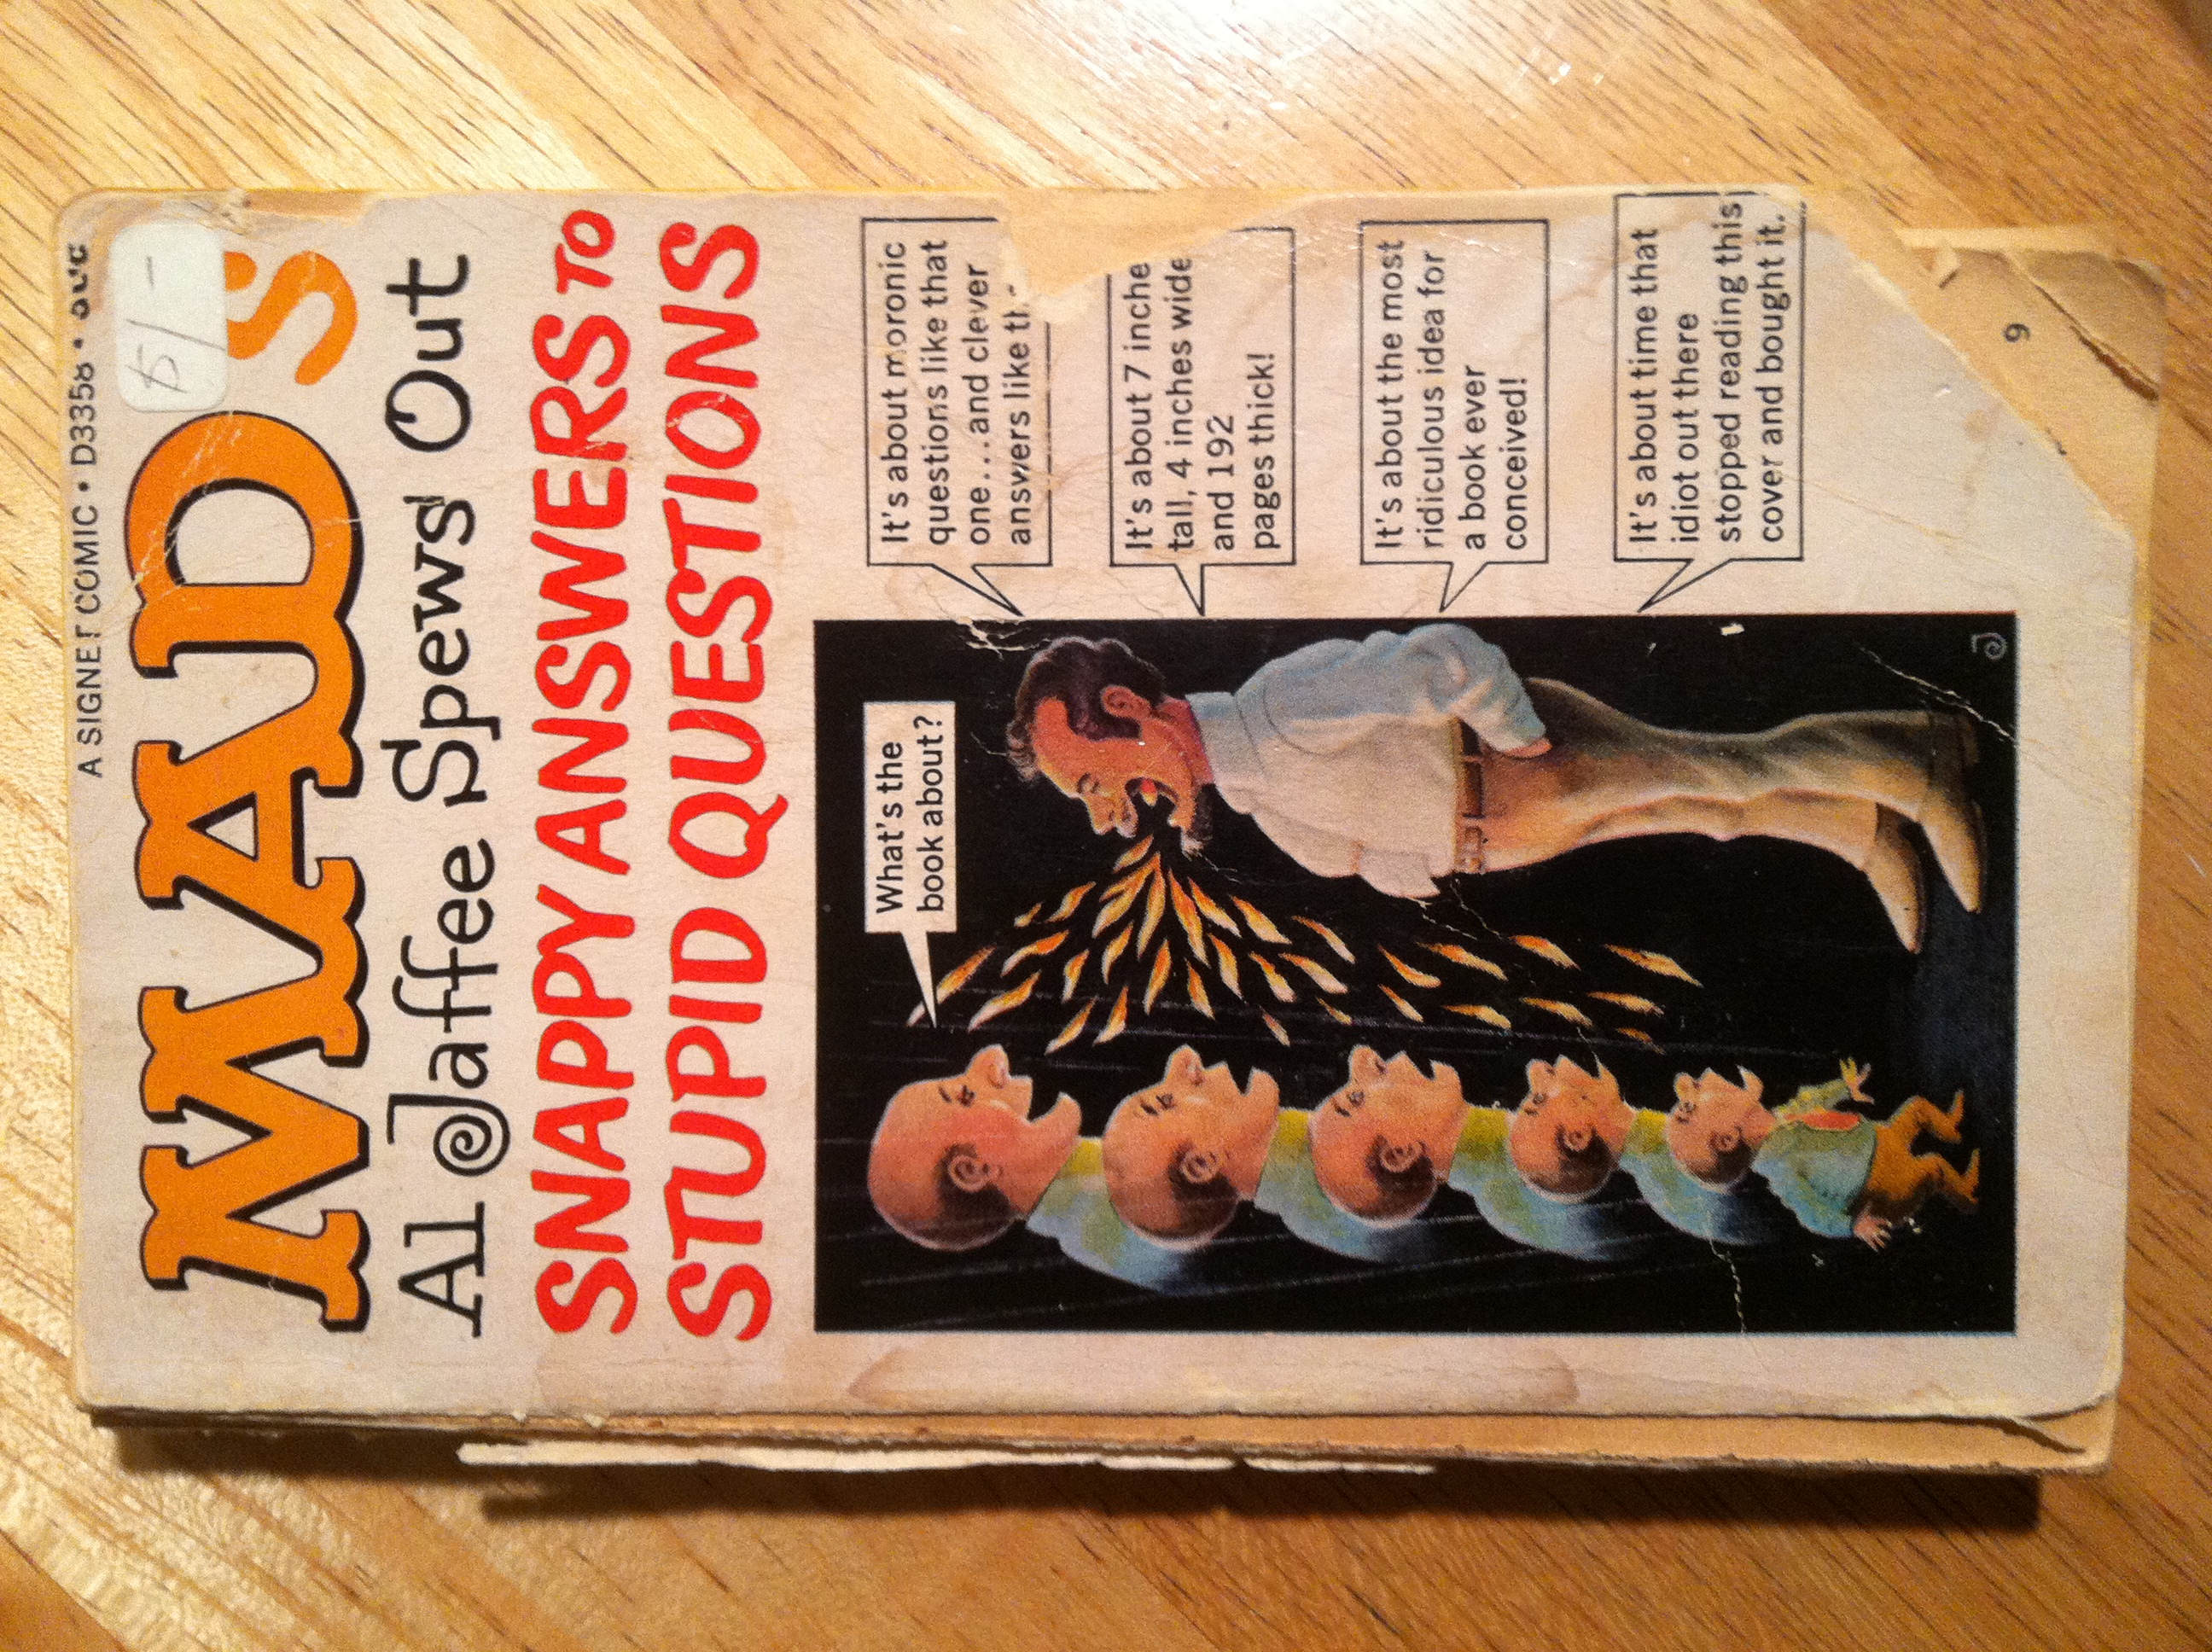 A SIGNET COMIC • D3358 •
$1-
MAD'S
Al Jaffee Spews Out
SNAPPY ANSWERS TO
STUPID QUESTIONS
What's the
book about?
It's about moronic
questions like that
one...and clever
answers like
It's about 7 inche
tall, 4 inches wide
and 192
pages thick!
It's about the most
ridiculous idea for
a book ever
conceived!
It's about time that
idiot out there
stopped reading this
cover and bought it.
J
9